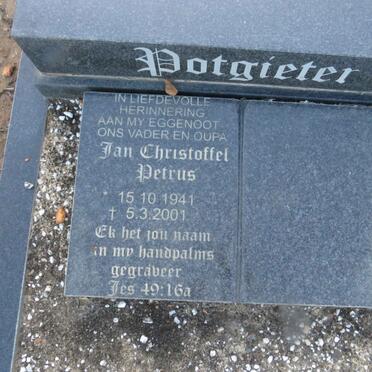 Potgieter
IN LIEFDEVOLLE
HERINNERING
AAN MY EGGENOOT
ONS VADER EN OUPA
Jan Christoffel
Petrus
* 15.10.1941
† 5.3.2001
Ek het jou naam
in my handpalms
gegraveer
Jes 49:16a